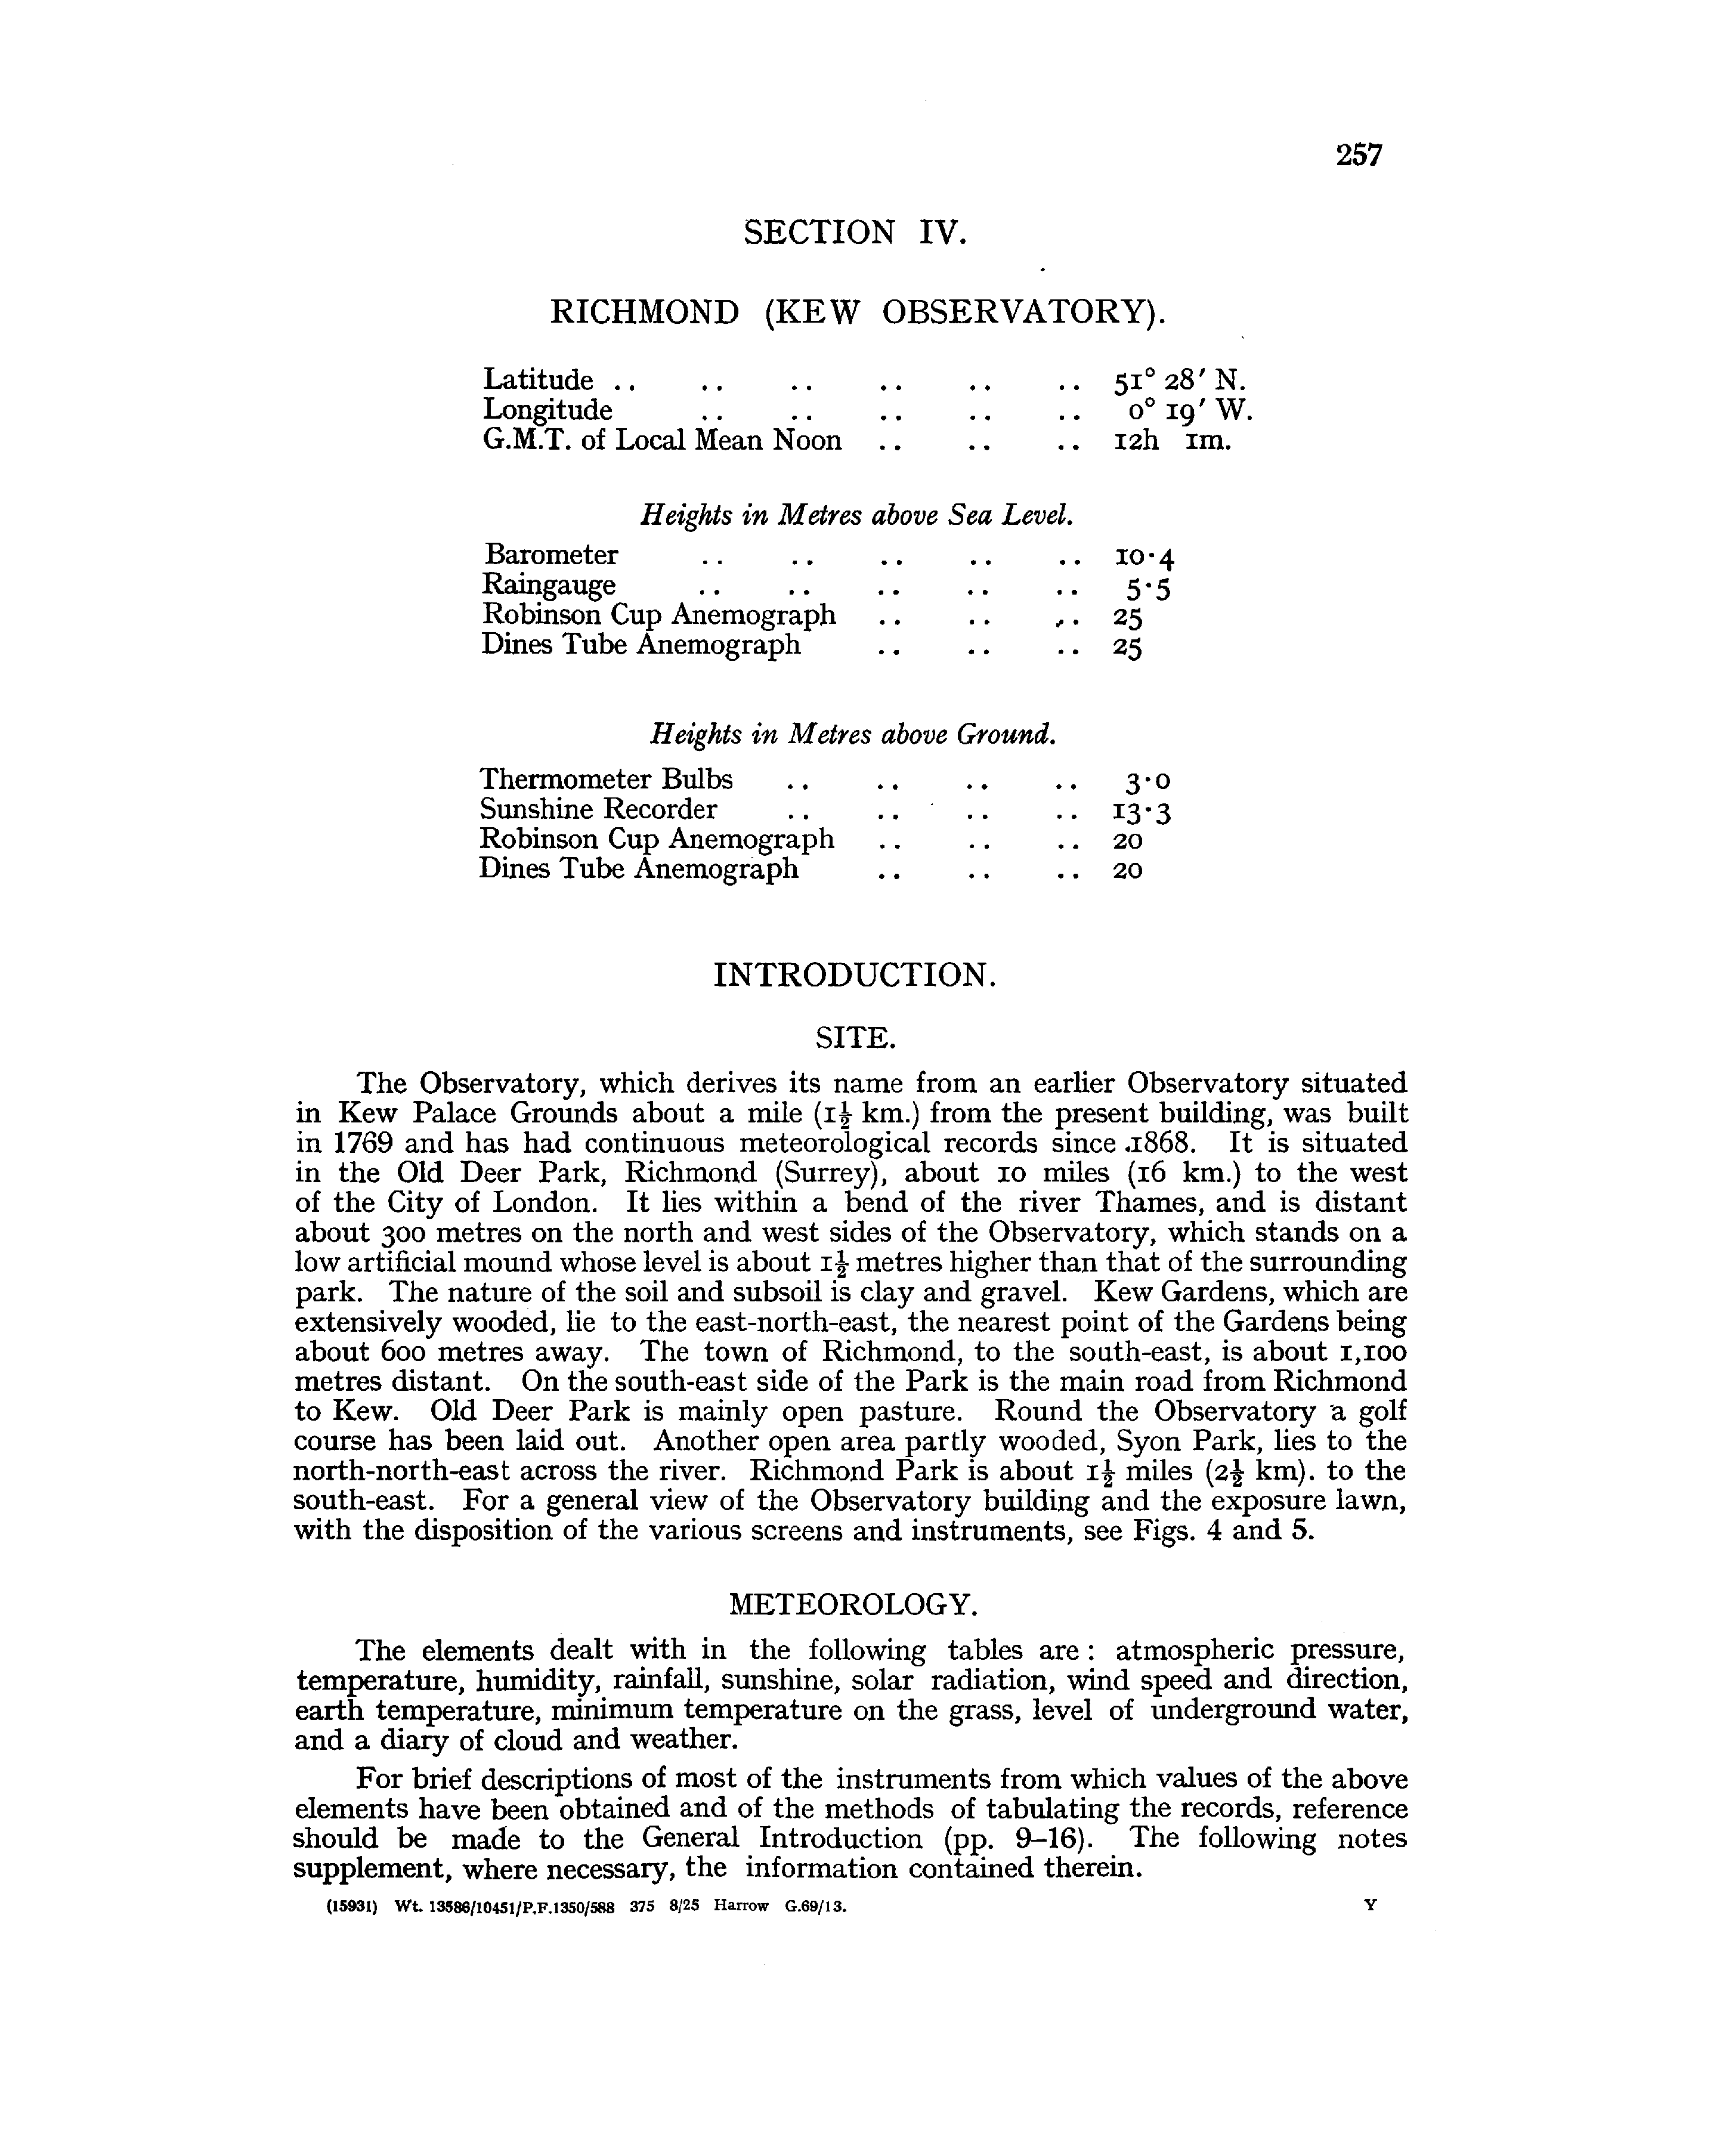 257
SECTION IV.
RICHMOND (KEW OBSERVATORY).
Latitude .. .. .. .. .. .. 51° 28′ N.
Longitude .. .. .. .. .. 0° 19′ W.
G.M.T. of Local Mean Noon .. .. .. 12h 1m.
Heights in Metres above Sea Level.
Barometer .. .. .. .. .. 10·4
Raingauge .. .. .. .. .. 5·5
Robinson Cup Anemograph .. .. .. 25
Dines Tube Anemograph .. .. .. 25
Heights in Metres above Ground.
Thermometer Bulbs .. .. .. .. 3·0
Sunshine Recorder .. .. .. .. 13·3
Robinson Cup Anemograph .. .. .. 20
Dines Tube Anemograph .. .. .. 20
INTRODUCTION.
SITE.
The Observatory, which derives its name from an earlier Observatory situated
in Kew Palace Grounds about a mile (1½ km.) from the present building, was built
in 1769 and has had continuous meteorological records since 1868. It is situated
in the Old Deer Park, Richmond (Surrey), about 10 miles (16 km.) to the west
of the City of London. It lies within a bend of the river Thames, and is distant
about 300 metres on the north and west sides of the Observatory, which stands on a
low artificial mound whose level is about 1½ metres higher than that of the surrounding
park. The nature of the soil and subsoil is clay and gravel. Kew Gardens, which are
extensively wooded, lie to the east-north-east, the nearest point of the Gardens being
about 600 metres away. The town of Richmond, to the south-east, is about 1,100
metres distant. On the south-east side of the Park is the main road from Richmond
to Kew. Old Deer Park is mainly open pasture. Round the Observatory a golf
course has been laid out. Another open area partly wooded, Syon Park, lies to the
north-north-east across the river. Richmond Park is about 1½ miles (2½ km). to the
south-east. For a general view of the Observatory building and the exposure lawn,
with the disposition of the various screens and instruments, see Figs. 4 and 5.
METEOROLOGY.
The elements dealt with in the following tables are : atmospheric pressure,
temperature, humidity, rainfall, sunshine, solar radiation, wind speed and direction,
earth temperature, minimum temperature on the grass, level of underground water,
and a diary of cloud and weather.
For brief descriptions of most of the instruments from which values of the above
elements have been obtained and of the methods of tabulating the records, reference
should be made to the General Introduction (pp. 9–16). The following notes
supplement, where necessary, the information contained therein.
(15931) Wt. 13586/10451/P.F.1350/588 375 8/25 Harrow G.69/13. Y